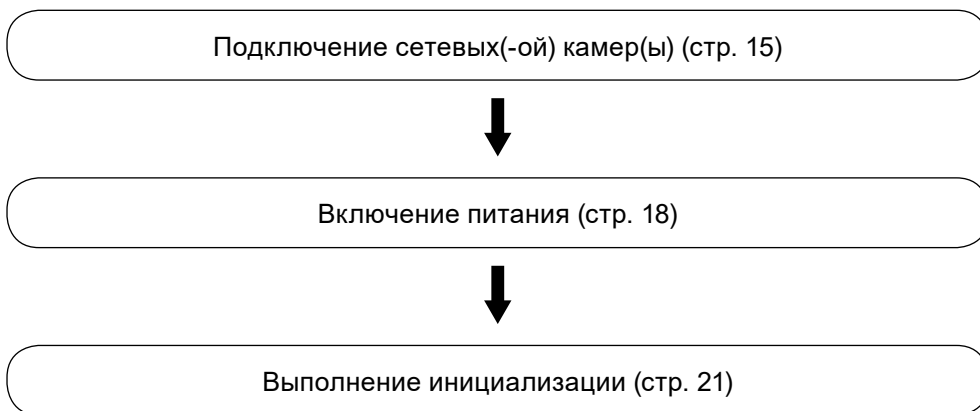 Подключение сетевых(-ой) камер(ы) (стр. 15)
Включение питания (стр. 18)
Выполнение инициализации (стр. 21)